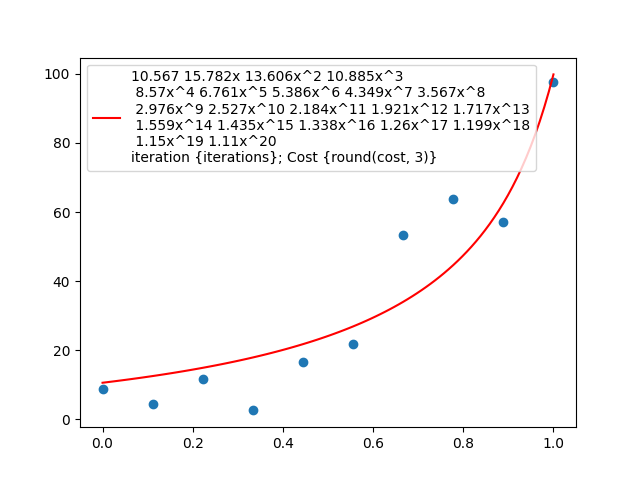 10.567 15.782x 13.606x^2 10.885x^3
8.57x^4 6.761x^5 5.386x^6 4.349x^7 3.567x^8
2.976x^9 2.527x^10 2.184x^11 1.921x^12 1.717x^13
1.559x^14 1.435x^15 1.338x^16 1.26x^17 1.199x^18
1.15x^19 1.11x^20
iteration {iterations}; Cost {round(cost, 3)}
100
80
60
40
20
0
0.0 0.2 0.4 0.6 0.8 1.0